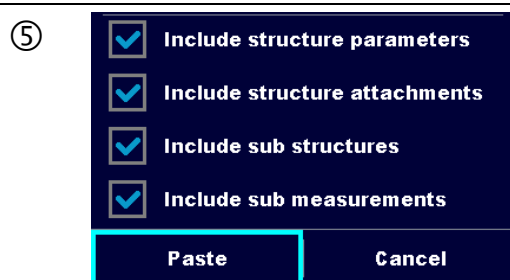 ⑤
Include structure parameters
Include structure attachments
Include sub structures
Include sub measurements
Paste Cancel